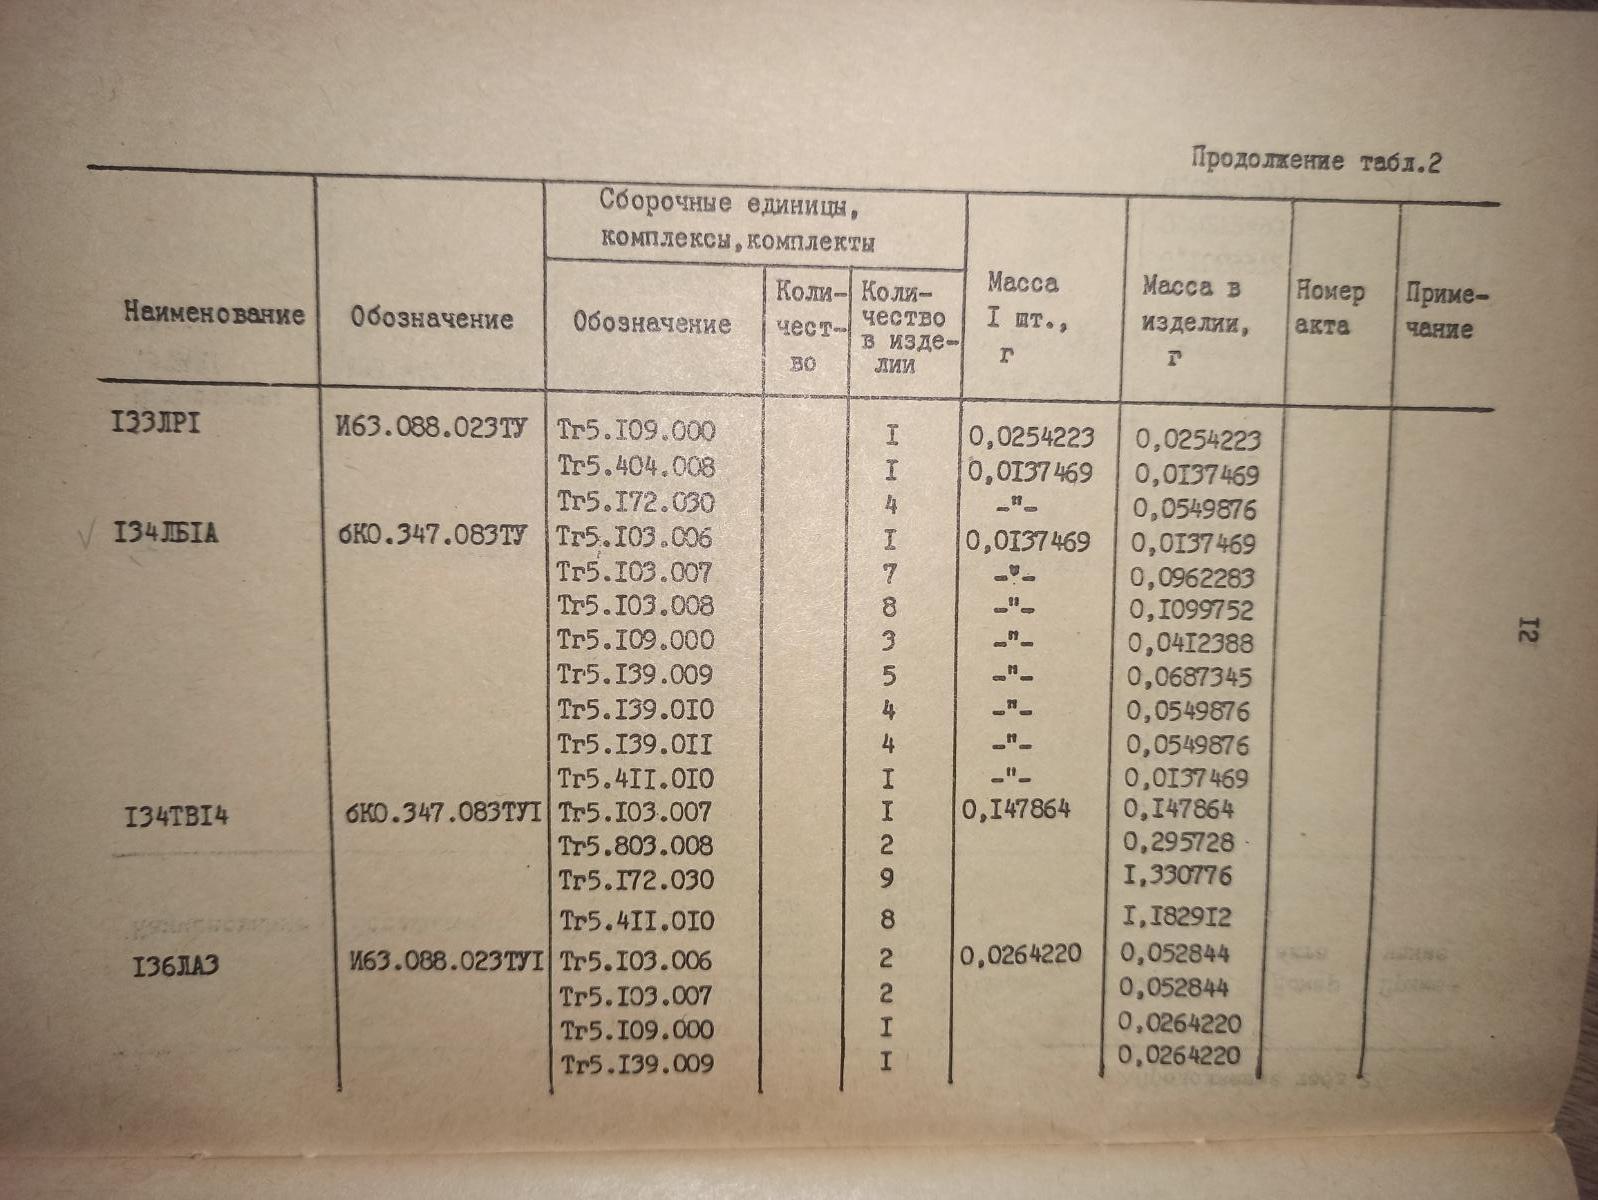 Продолжение табл.2
Наименование Обозначение Сборочные единицы, комплексы,комплекты Обозначение Коли-чест-во Коли-чество в изде-лии Масса I шт., г Масса в изделии, г Номер акта Приме-чание
I33ЛРI И63.088.023ТУ Тг5.I09.000 I 0,0254223 0,0254223
Тг5.404.008 I 0,0I37469 0,0I37469
Тг5.I72.030 4 -"- 0,0549876
I34ЛБIА бКО.347.083ТУ Тг5.I03.006 I 0,0I37469 0,0I37469
Тг5.I03.007 7 -"- 0,0962283
Тг5.I03.008 8 -"- 0,I099752
Тг5.I09.000 3 -"- 0,04I2388
Тг5.I39.009 5 -"- 0,0687345
Тг5.I39.0I0 4 -"- 0,0549876
Тг5.I39.0II 4 -"- 0,0549876
Тг5.4II.0I0 I -"- 0,0I37469
I34ТВI4 бКО.347.083ТУI Тг5.I03.007 I 0,I47864 0,I47864
Тг5.803.008 2 0,295728
Тг5.I72.030 9 I,330776
Тг5.4II.0I0 8 I,I829I2
I36ЛА3 И63.088.023ТУI Тг5.I03.006 2 0,0264220 0,052844
Тг5.I03.007 2 0,052844
Тг5.I09.000 I 0,0264220
Тг5.I39.009 I 0,0264220
I2